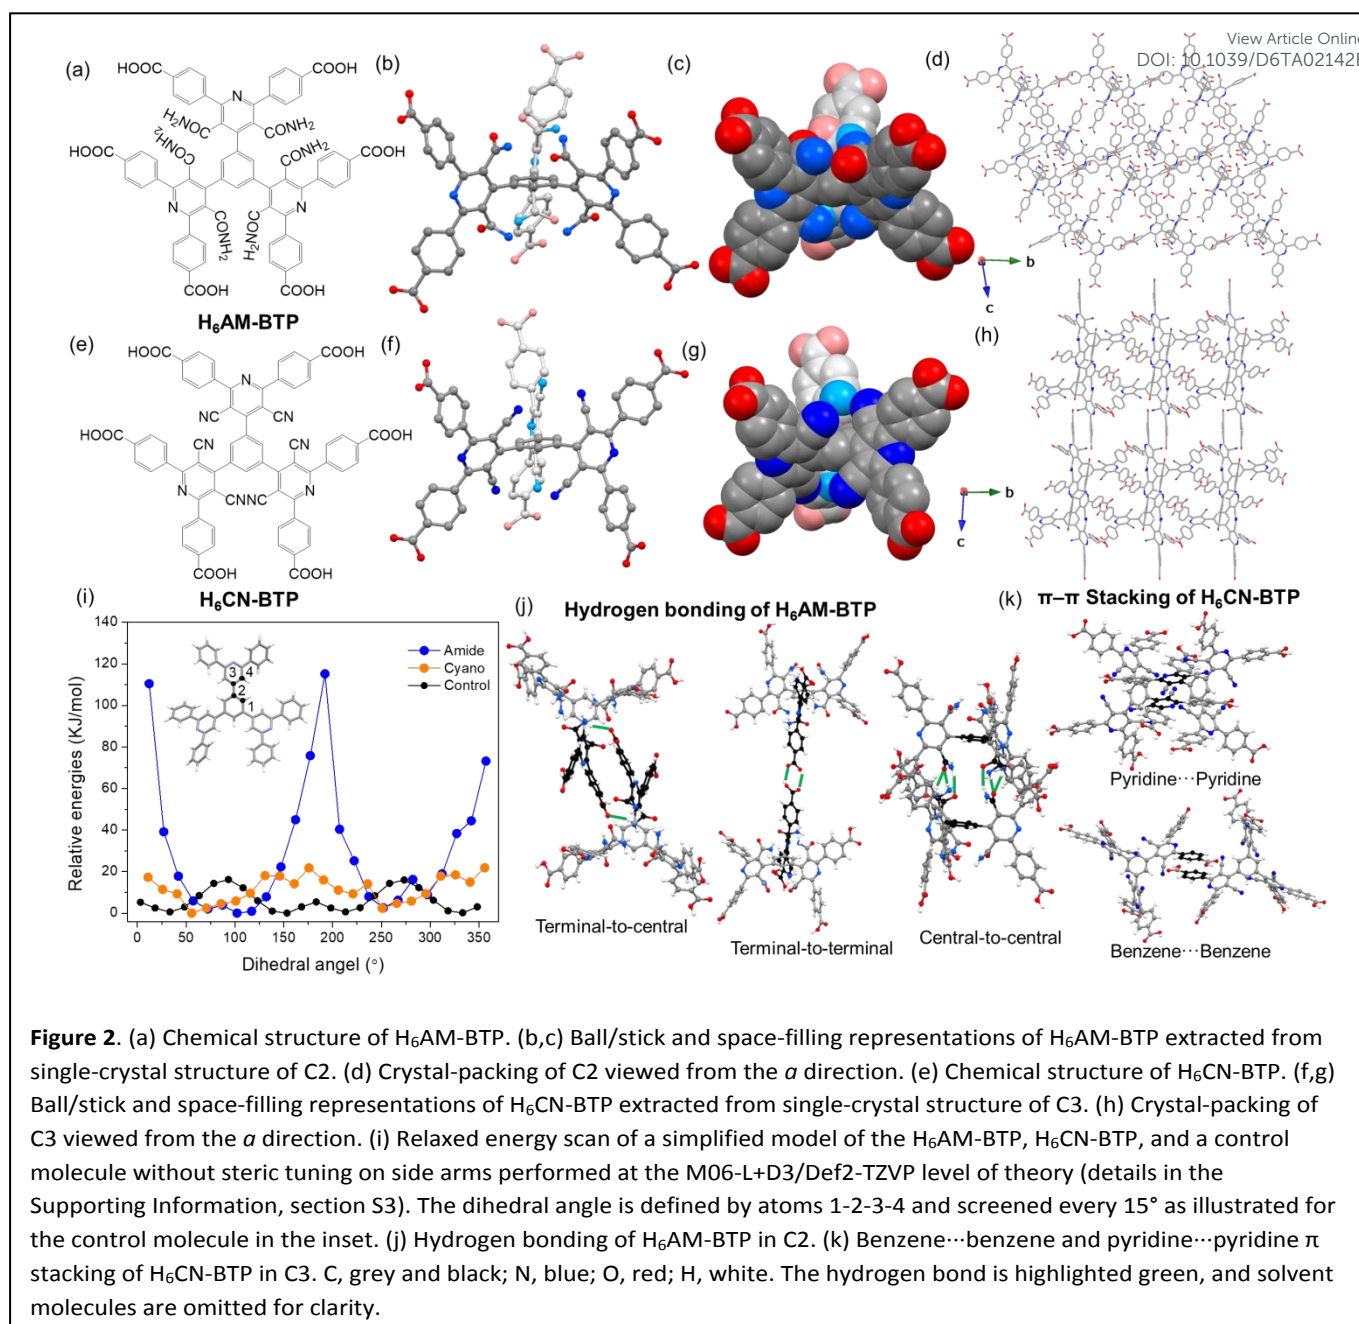 View Article Online
DOI: 10.1039/D6TA02142E
(a)
(b)
(c)
(d)
HOOC
COOH
N
H₂NOC
CONH₂
CONH₂
CONH₂
HOOC
COOH
N
N
CONH₂
H₂NOC
COOH
COOH
H₆AM-BTP
b
c
(e)
(f)
(g)
(h)
HOOC
COOH
N
NC
CN
HOOC
CN
NC
COOH
N
CNNC
N
COOH
COOH
H₆CN-BTP
b
c
(i)
(j)
Hydrogen bonding of H₆AM-BTP
(k)
π–π Stacking of H₆CN-BTP
140
120
100
80
60
40
20
0
Relative energies (KJ/mol)
Amide
Cyano
Control
3
4
2
1
0
50
100
150
200
250
300
350
Dihedral angel (°)
Terminal-to-central
Terminal-to-terminal
Central-to-central
Pyridine···Pyridine
Benzene···Benzene
Figure 2. (a) Chemical structure of H₆AM-BTP. (b,c) Ball/stick and space-filling representations of H₆AM-BTP extracted from
single-crystal structure of C2. (d) Crystal-packing of C2 viewed from the a direction. (e) Chemical structure of H₆CN-BTP. (f,g)
Ball/stick and space-filling representations of H₆CN-BTP extracted from single-crystal structure of C3. (h) Crystal-packing of
C3 viewed from the a direction. (i) Relaxed energy scan of a simplified model of the H₆AM-BTP, H₆CN-BTP, and a control
molecule without steric tuning on side arms performed at the M06-L+D3/Def2-TZVP level of theory (details in the
Supporting Information, section S3). The dihedral angle is defined by atoms 1-2-3-4 and screened every 15° as illustrated for
the control molecule in the inset. (j) Hydrogen bonding of H₆AM-BTP in C2. (k) Benzene···benzene and pyridine···pyridine π
stacking of H₆CN-BTP in C3. C, grey and black; N, blue; O, red; H, white. The hydrogen bond is highlighted green, and solvent
molecules are omitted for clarity.